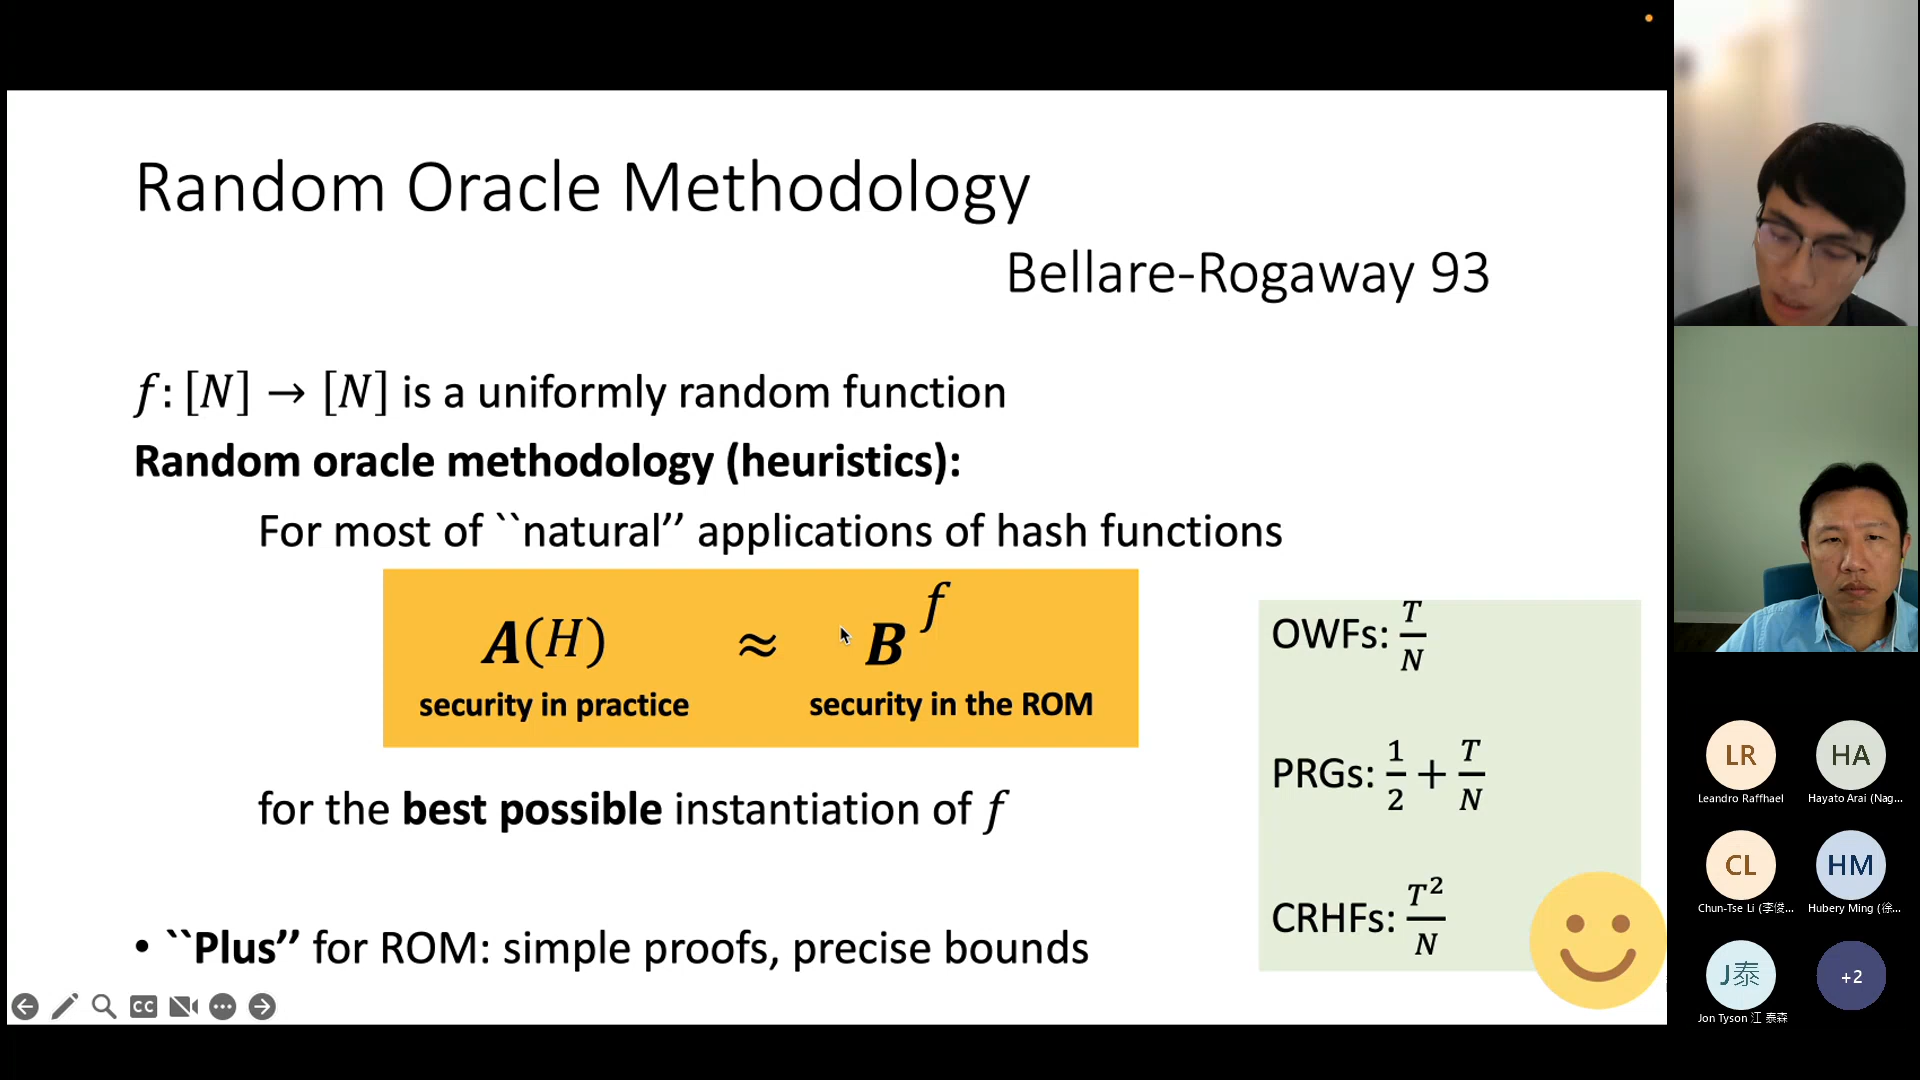 Random Oracle Methodology
Bellare-Rogaway 93
f: [N] → [N] is a uniformly random function
Random oracle methodology (heuristics):
For most of ``natural’’ applications of hash functions
A(H) ≈ B^f
security in practice security in the ROM
for the best possible instantiation of f
• ``Plus’’ for ROM: simple proofs, precise bounds
OWFs: T/N
PRGs: 1/2 + T/N
CRHFs: T²/N
CC
LR
Leandro Raffhael
HA
Hayato Arai (Nag...
CL
Chun-Tse Li (李俊...
HM
Hubery Ming (徐...
J泰
Jon Tyson 江 泰森
+2